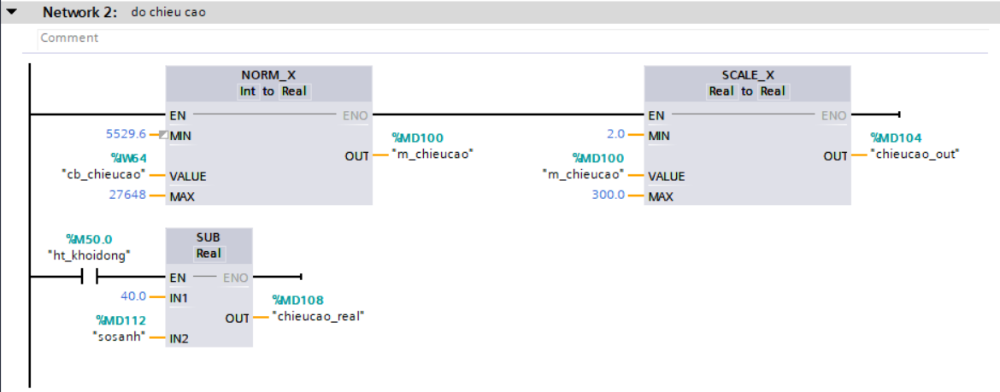 Network 2: do chieu cao
Comment
NORM_X
Int to Real
EN ENO
5529.6 MIN
%IW64
"cb_chieucao" VALUE
27648 MAX
%MD100
OUT "m_chieucao"
SCALE_X
Real to Real
EN ENO
2.0 MIN
%MD100
"m_chieucao" VALUE
300.0 MAX
%MD104
OUT "chieucao_out"
%M50.0
"ht_khoidong"
SUB
Real
EN ENO
40.0 IN1
%MD112
"sosanh" IN2
%MD108
OUT "chieucao_real"